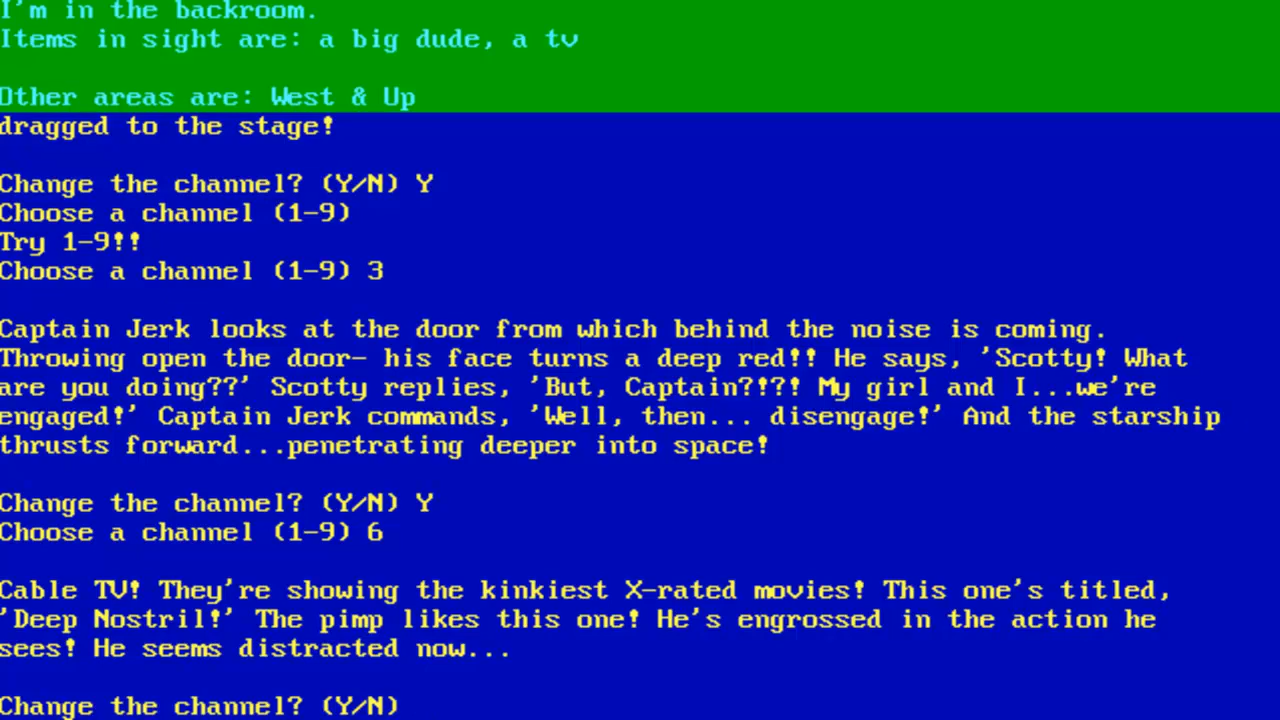 I'm in the backroom.
Items in sight are: a big dude, a tv
Other areas are: West & Up
dragged to the stage!
Change the channel? (Y/N) Y
Choose a channel (1-9)
Try 1-9!!
Choose a channel (1-9) 3
Captain Jerk looks at the door from which behind the noise is coming.
Throwing open the door- his face turns a deep red!! He says, 'Scotty! What
are you doing??' Scotty replies, 'But, Captain?!?! My girl and I...we're
engaged!' Captain Jerk commands, 'Well, then... disengage!' And the starship
thrusts forward...penetrating deeper into space!
Change the channel? (Y/N) Y
Choose a channel (1-9) 6
Cable TV! They're showing the kinkiest X-rated movies! This one's titled,
'Deep Nostril!' The pimp likes this one! He's engrossed in the action he
sees! He seems distracted now...
Change the channel? (Y/N)